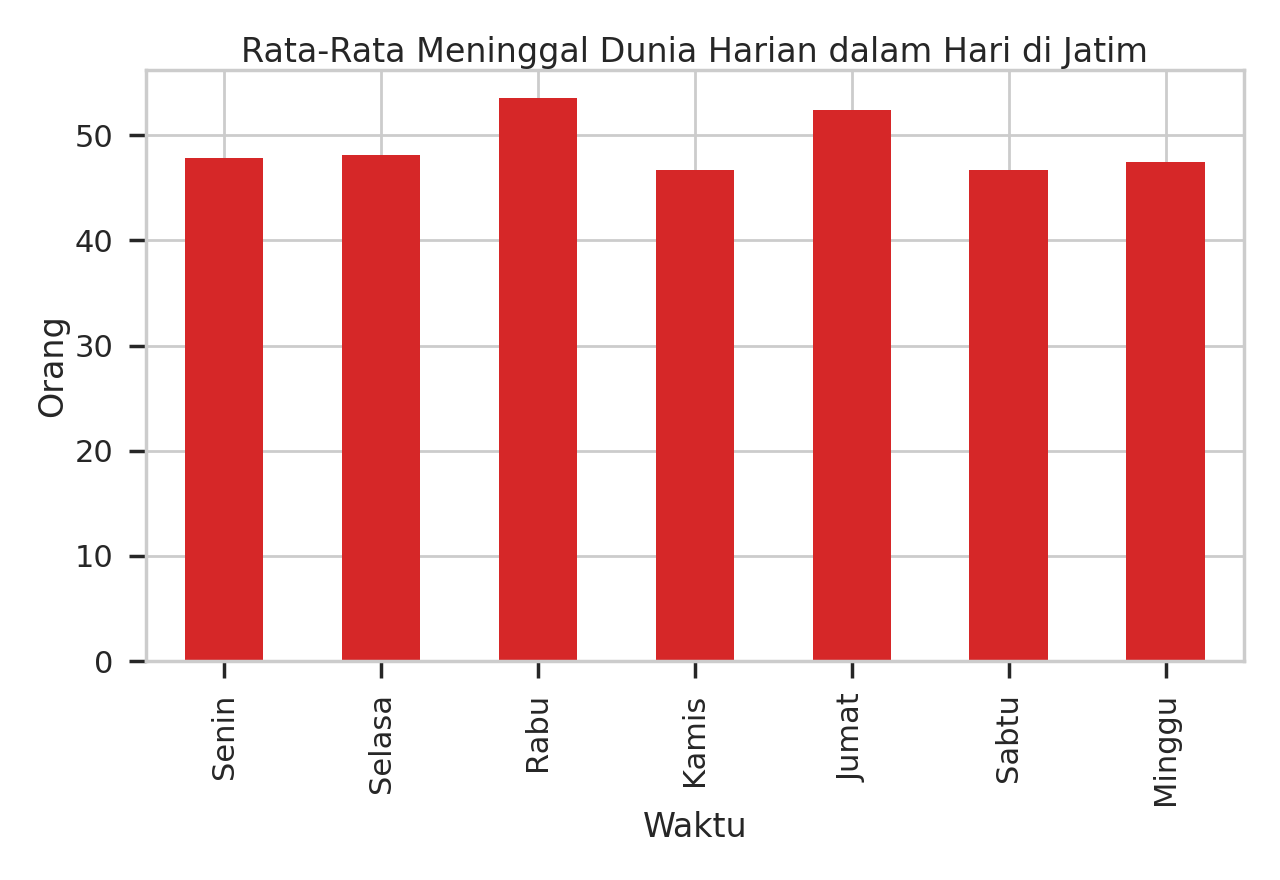 Rata-Rata Meninggal Dunia Harian dalam Hari di Jatim
Orang
50
40
30
20
10
0
Senin
Selasa
Rabu
Kamis
Jumat
Sabtu
Minggu
Waktu